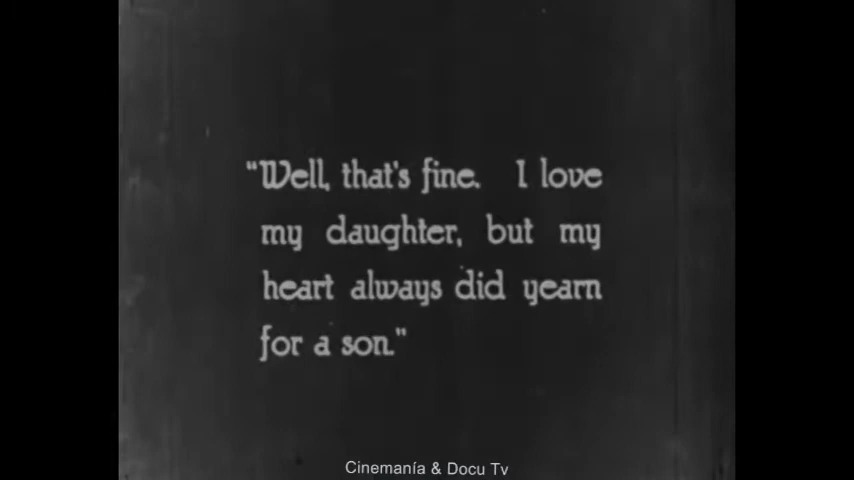 "Well, that's fine. I love
my daughter, but my
heart always did yearn
for a son."
Cinemanía & Docu Tv